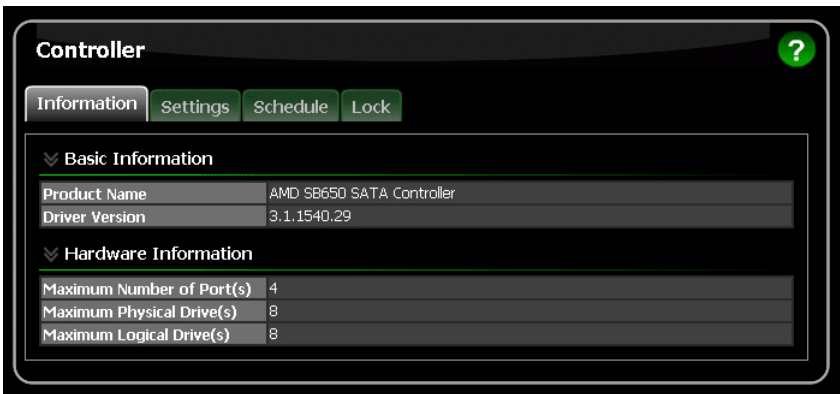 Controller
?
Information Settings Schedule Lock
Basic Information
Product Name AMD SB650 SATA Controller
Driver Version 3.1.1540.29
Hardware Information
Maximum Number of Port(s) 4
Maximum Physical Drive(s) 8
Maximum Logical Drive(s) 8